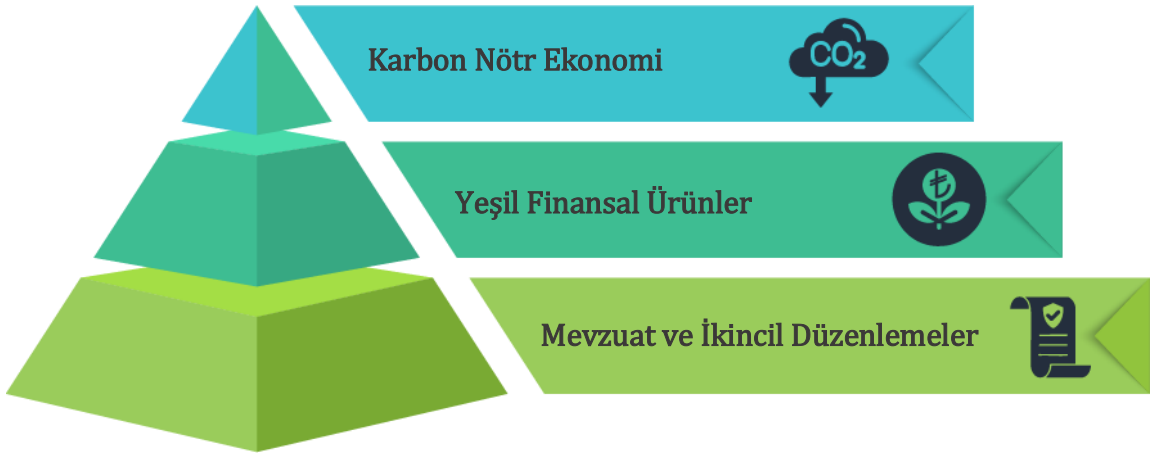 Karbon Nötr Ekonomi
CO2
Yeşil Finansal Ürünler
₺
Mevzuat ve İkincil Düzenlemeler